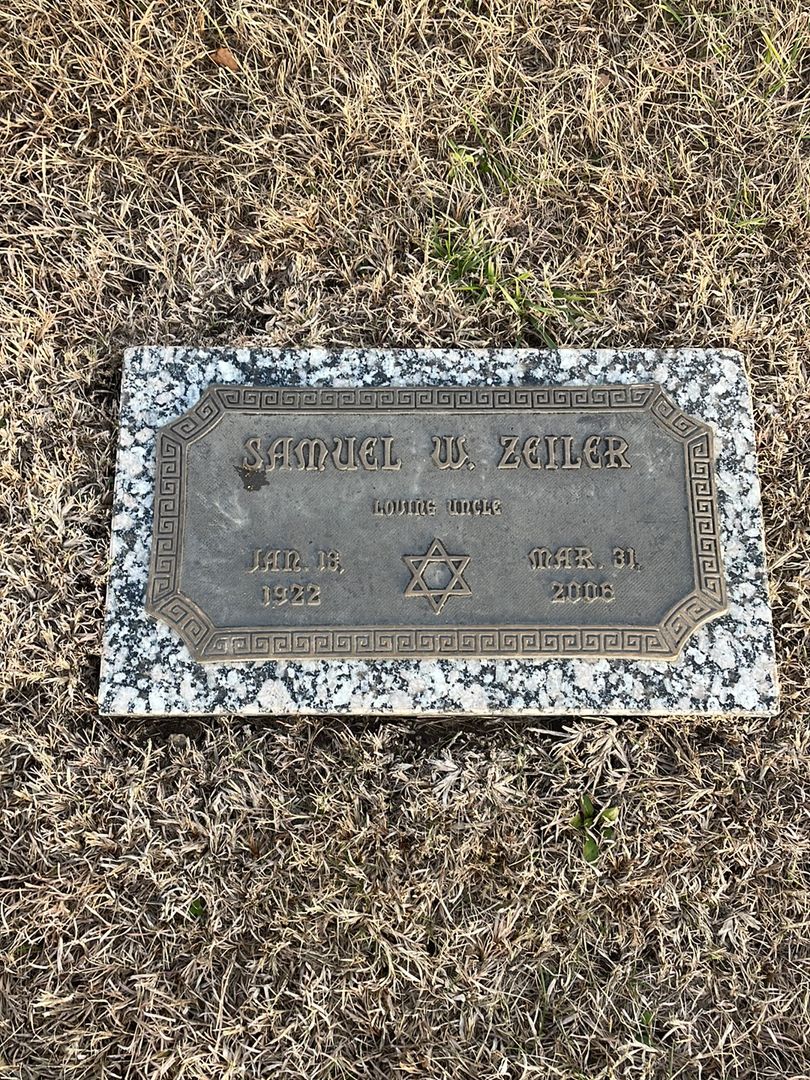 SAMUEL W. ZEILER
LOVING UNCLE
JAN. 18, 1922
MAR. 31, 2006